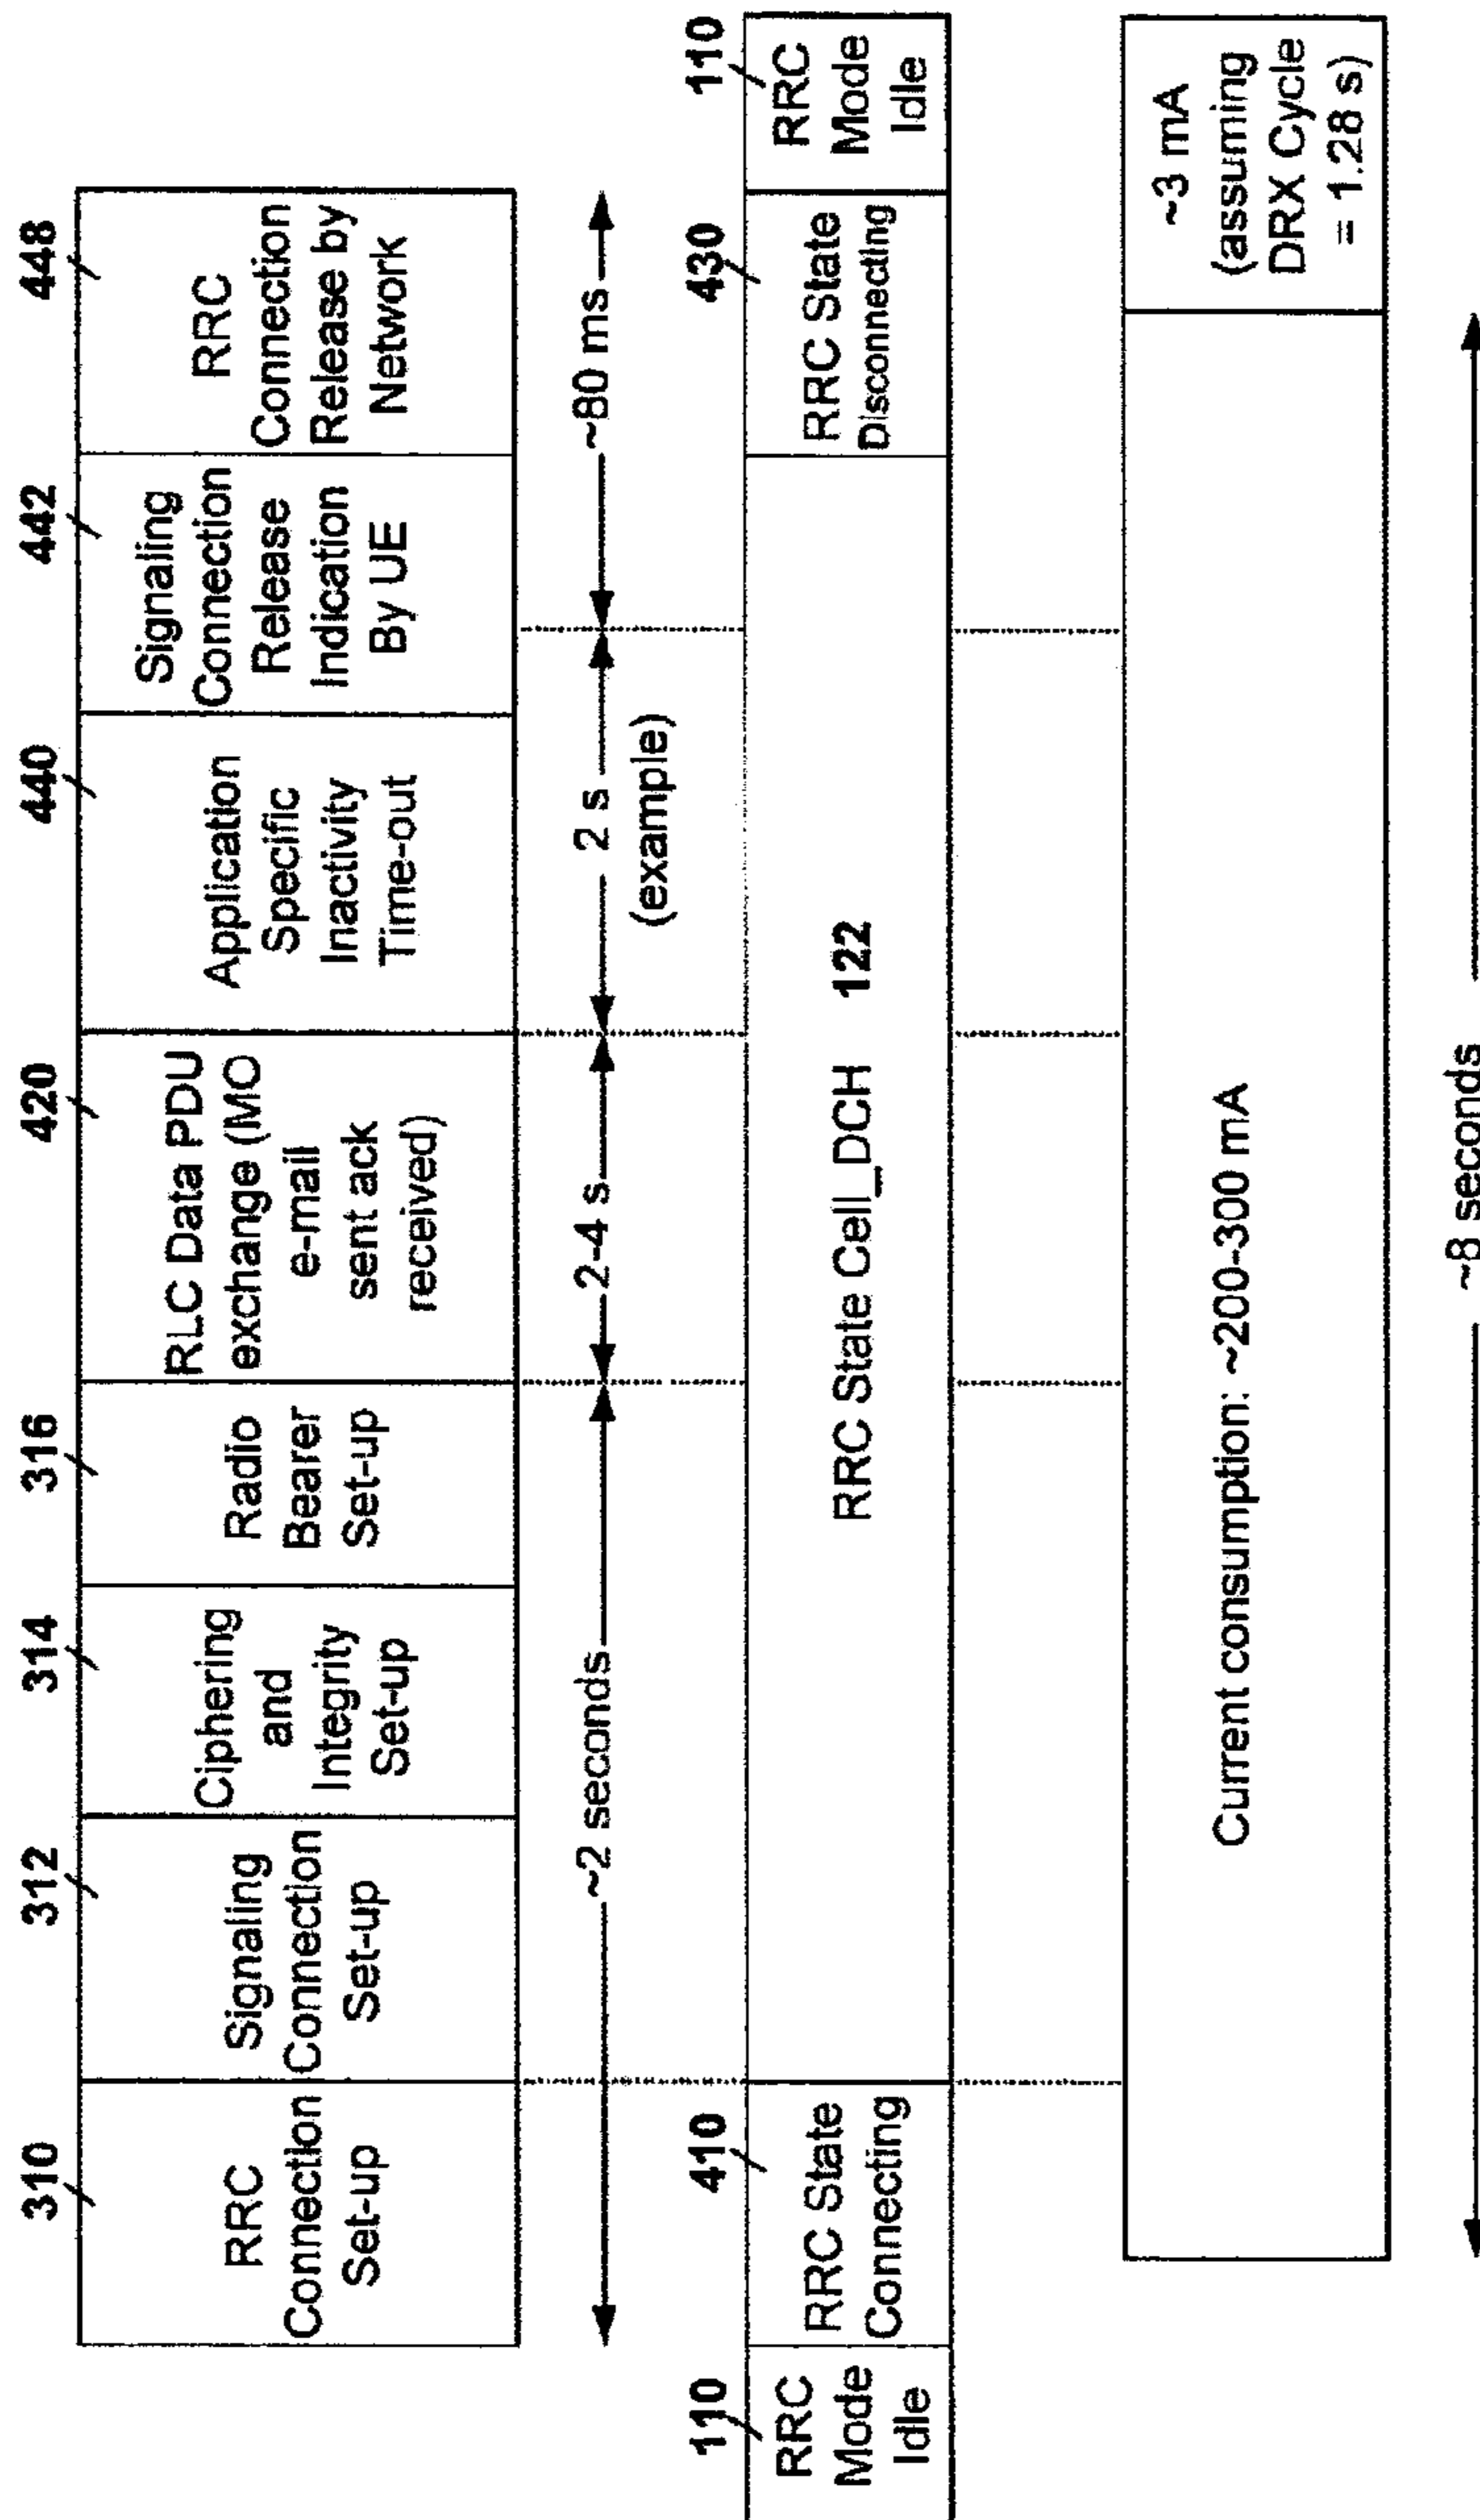 310
RRC
Connection
Set-up
312
Signaling
Connection
Set-up
314
Ciphering
and
Integrity
Set-up
316
Radio
Bearer
Set-up
420
RLC Data PDU
exchange (MO
e-mail
sent ack
received)
440
Application
Specific
Inactivity
Time-out
442
Signaling
Connection
Release
Indication
By UE
448
RRC
Connection
Release by
Network
~2 seconds
2-4 s
2 s
(example)
~80 ms
110
RRC
Mode
Idle
410
RRC State
Connecting
RRC State Cell_DCH 122
430
RRC State
Disconnecting
110
RRC
Mode
Idle
Current consumption: ~200-300 mA
~3 mA
(assuming
DRX Cycle
= 1.28 s)
~8 seconds